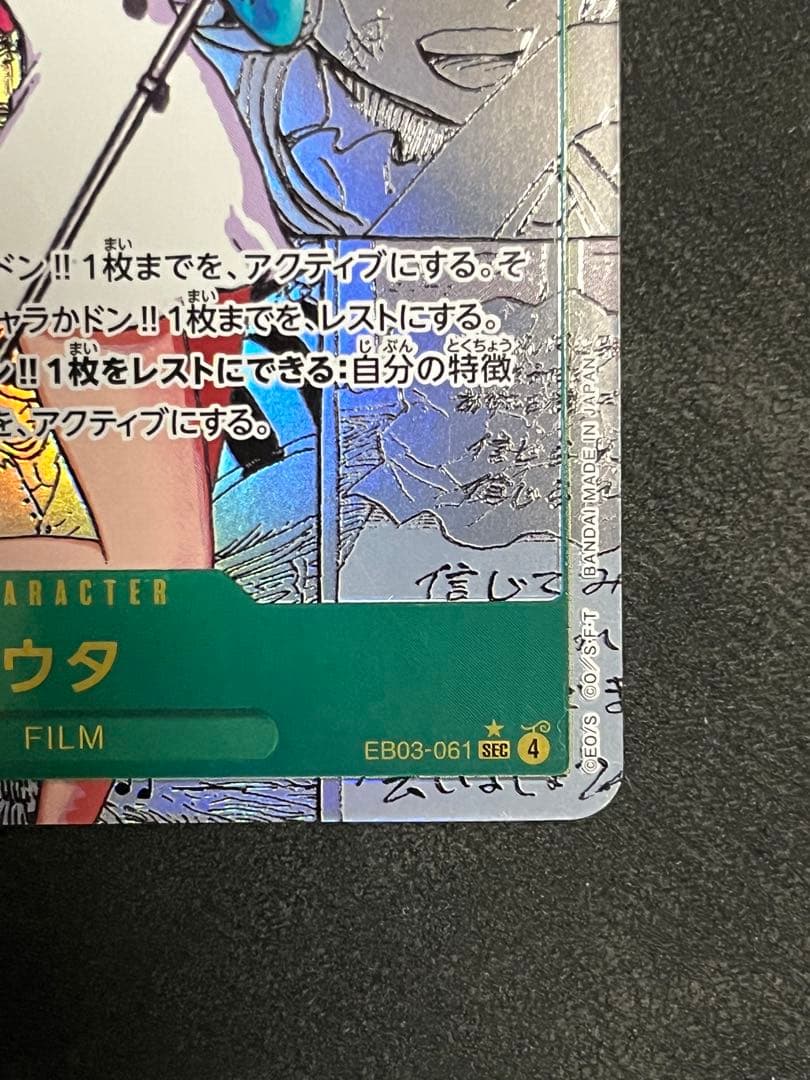 ドン!!1枚までを、アクティブにする。そ
ャラかドン!!1枚までを、レストにする。
ン!!1枚をレストにできる:自分の特徴
を、アクティブにする。
信じてみ
ARACTER
ウタ
FILM
EB03-061 SEC 4
©EO/S ©O/S・F・T BANDAI MADE IN JAPAN